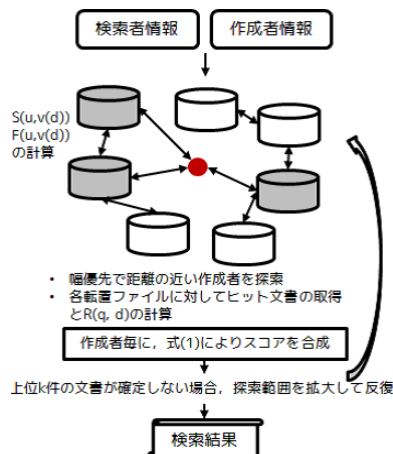 検索者情報
作成者情報
S(u,v(d))
F(u,v(d))
の計算
• 幅優先で距離の近い作成者を探索
• 各転置ファイルに対してヒット文書の取得
とR(q, d)の計算
作成者毎に，式(1)によりスコアを合成
上位k件の文書が確定しない場合，探索範囲を拡大して反復
検索結果